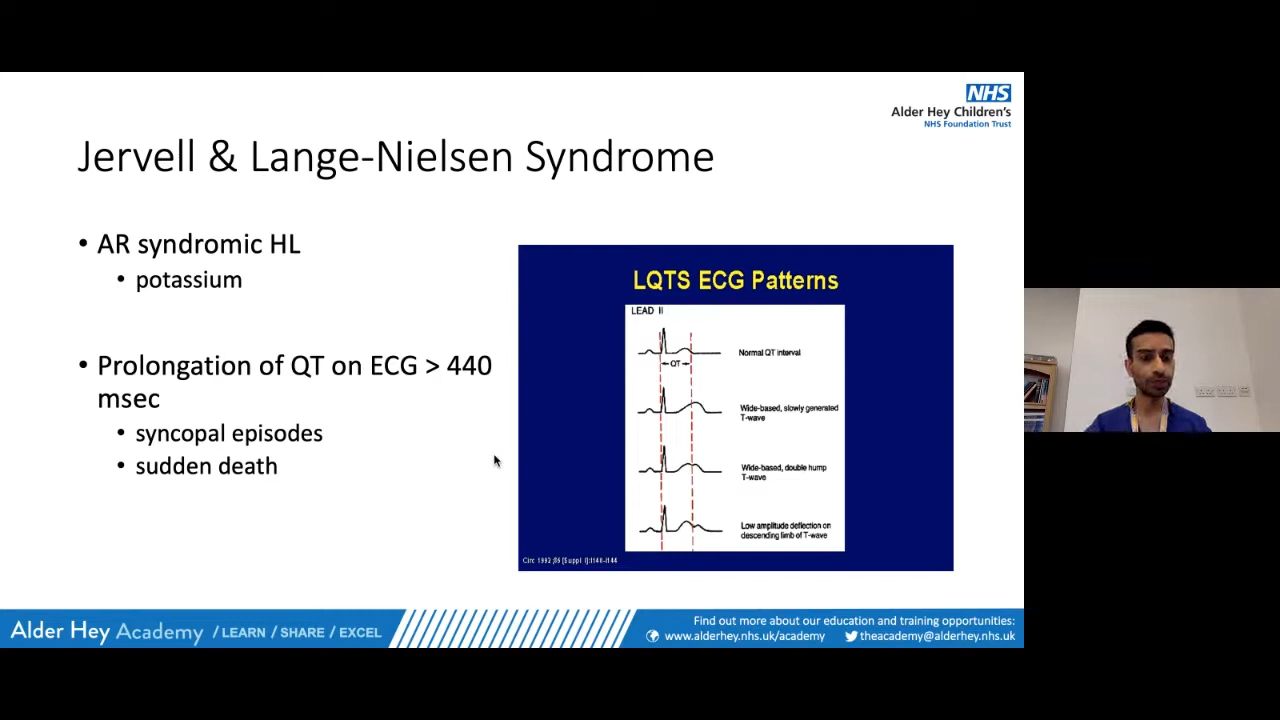 NHS
Alder Hey Children's
NHS Foundation Trust
Jervell & Lange-Nielsen Syndrome
• AR syndromic HL
• potassium
• Prolongation of QT on ECG > 440
msec
• syncopal episodes
• sudden death
LQTS ECG Patterns
LEAD II
QT
Normal QT interval
Wide-based, slowly generated
T-wave
Wide-based, double hump
T-wave
Low amplitude deflection on
descending limb of T-wave
Circ 1992
Alder Hey Academy / LEARN / SHARE / EXCEL
Find out more about our education and training opportunities:
www.alderhey.nhs.uk/academy
theacademy@alderhey.nhs.uk